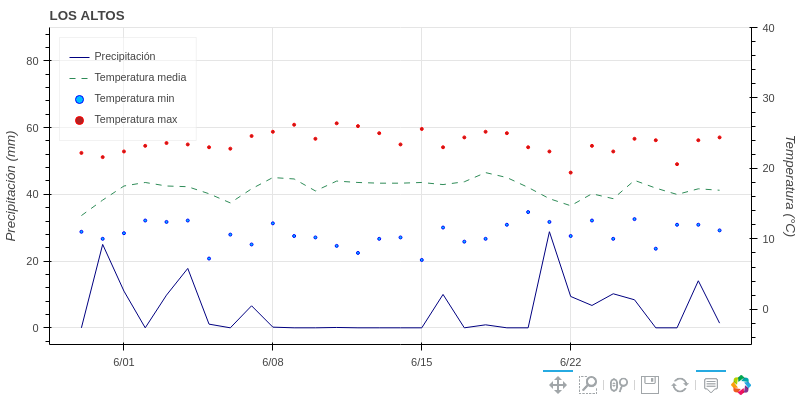 LOS ALTOS
Precipitación
Temperatura media
Temperatura min
Temperatura max
Precipitación (mm)
80
60
40
20
0
40
30
20
10
0
Temperatura (°C)
6/01
6/08
6/15
6/22